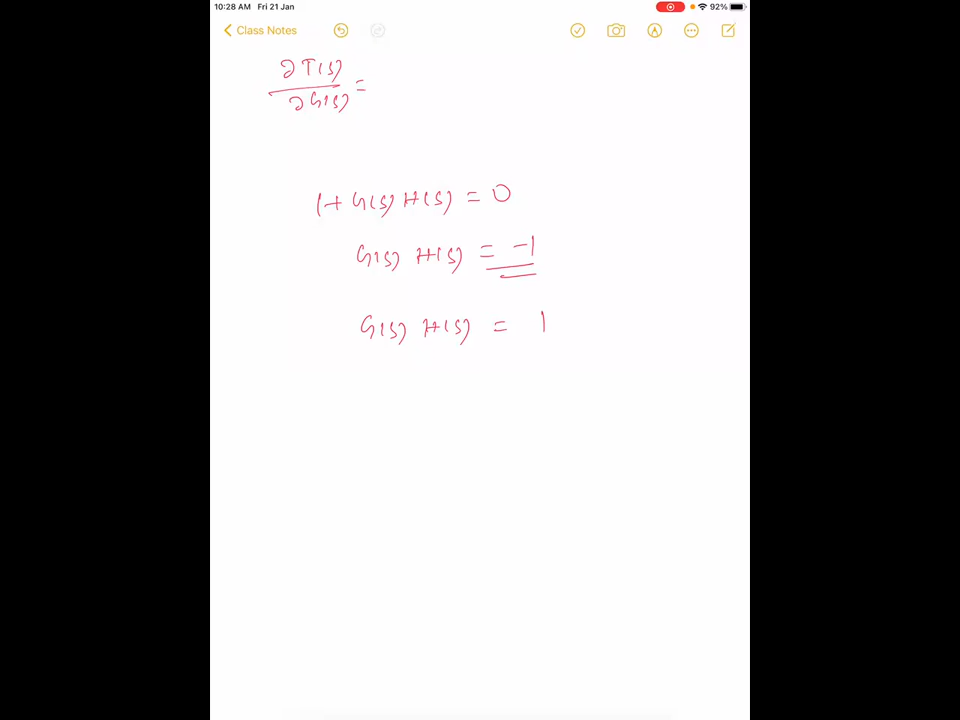 10:28 AM Fri 21 Jan 92%
Class Notes
∂T(s)
∂G(s) =
1+ G(s) H(s) = 0
G(s) H(s) = -1
G(s) H(s) = 1